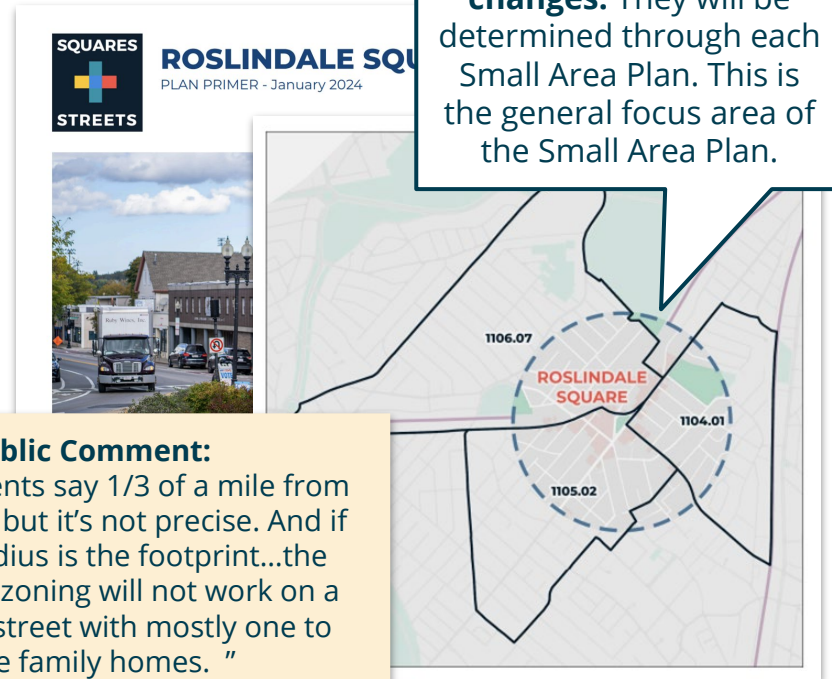 changes. They will be
determined through each
Small Area Plan. This is
the general focus area of
the Small Area Plan.
SQUARES
STREETS
ROSLINDALE SQU
PLAN PRIMER - January 2024
1106.07
ROSLINDALE
SQUARE
1104.01
1105.02
blic Comment:
ents say 1/3 of a mile from
but it's not precise. And if
dius is the footprint...the
zoning will not work on a
street with mostly one to
e family homes. ”